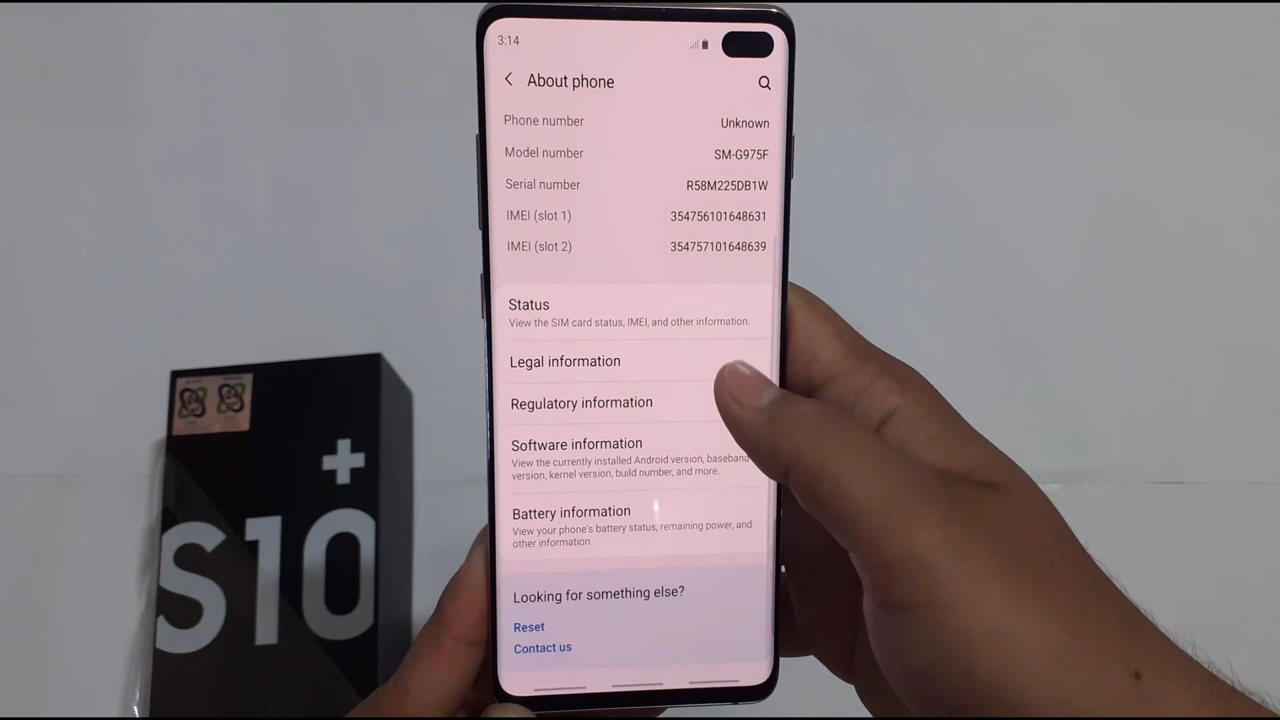 3:14
About phone
Phone number Unknown
Model number SM-G975F
Serial number R58M225DB1W
IMEI (slot 1) 354756101648631
IMEI (slot 2) 354757101648639
Status
View the SIM card status, IMEI, and other information.
Legal information
Regulatory information
Software information
View the currently installed Android version, baseband
version, kernel version, build number, and more.
Battery information
View your phone's battery status, remaining power, and
other information.
Looking for something else?
Reset
Contact us
+
S10